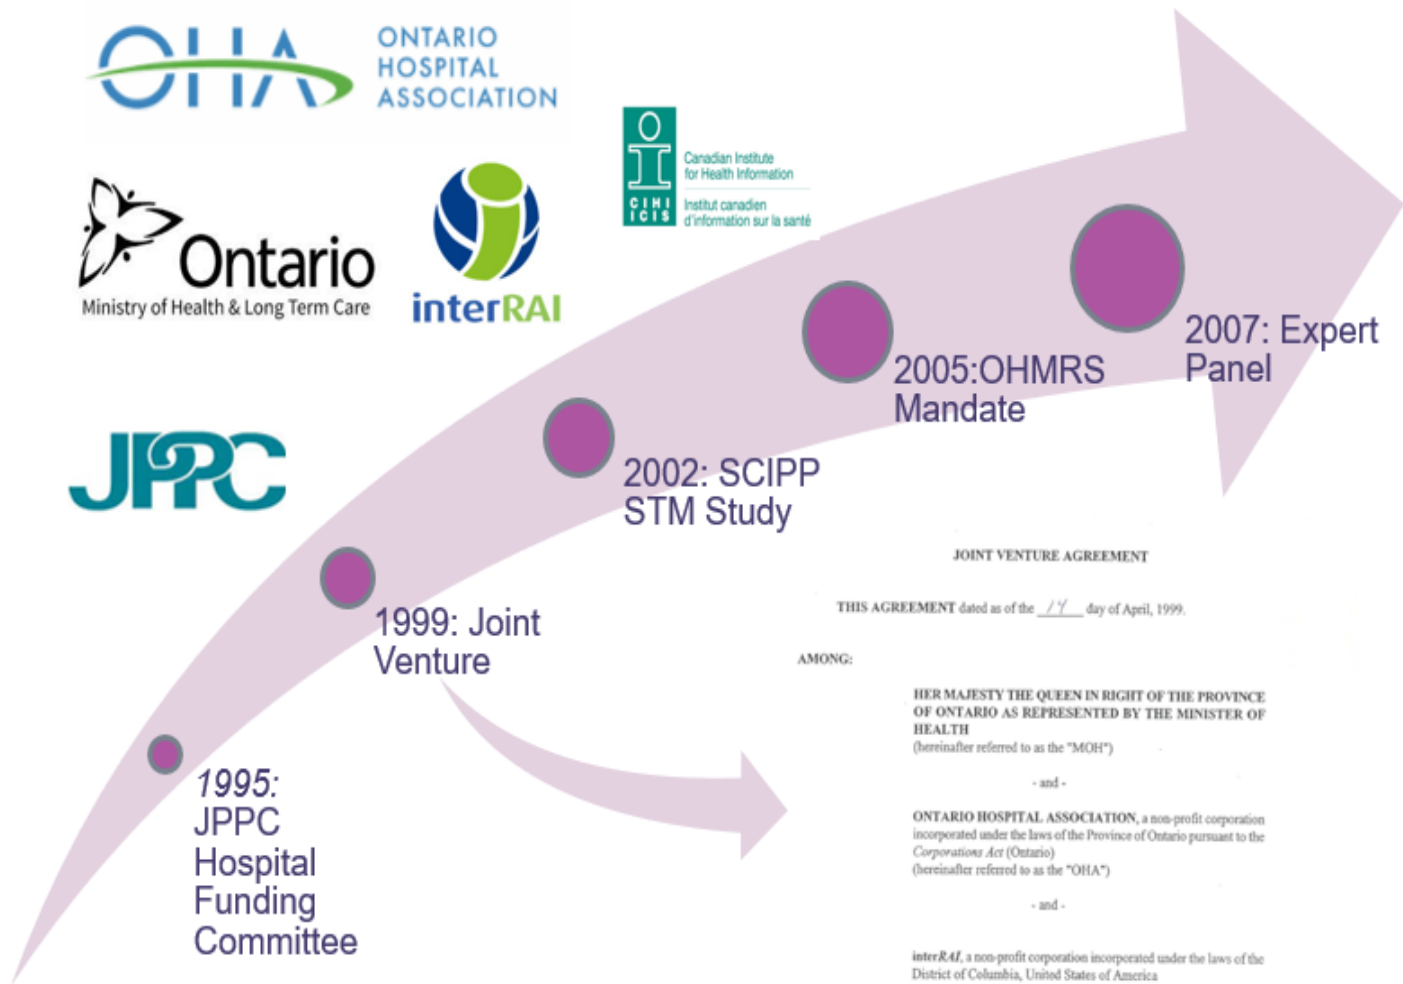 OHA
ONTARIO
HOSPITAL
ASSOCIATION
Ontario
Ministry of Health & Long Term Care
interRAI
CIHI
ICIS
Canadian Institute
for Health Information
Institut canadien
d'information sur la santé
JPPC
1995:
JPPC
Hospital
Funding
Committee
1999: Joint
Venture
2002: SCIPP
STM Study
2005:OHMRS
Mandate
2007: Expert
Panel
JOINT VENTURE AGREEMENT
THIS AGREEMENT dated as of the 14 day of April, 1999.
AMONG:
HER MAJESTY THE QUEEN IN RIGHT OF THE PROVINCE
OF ONTARIO AS REPRESENTED BY THE MINISTER OF
HEALTH
(hereinafter referred to as the "MOH")
- and -
ONTARIO HOSPITAL ASSOCIATION, a non-profit corporation
incorporated under the laws of the Province of Ontario pursuant to the
Corporations Act (Ontario)
(hereinafter referred to as the "OHA")
- and -
interRAI, a non-profit corporation incorporated under the laws of the
District of Columbia, United States of America